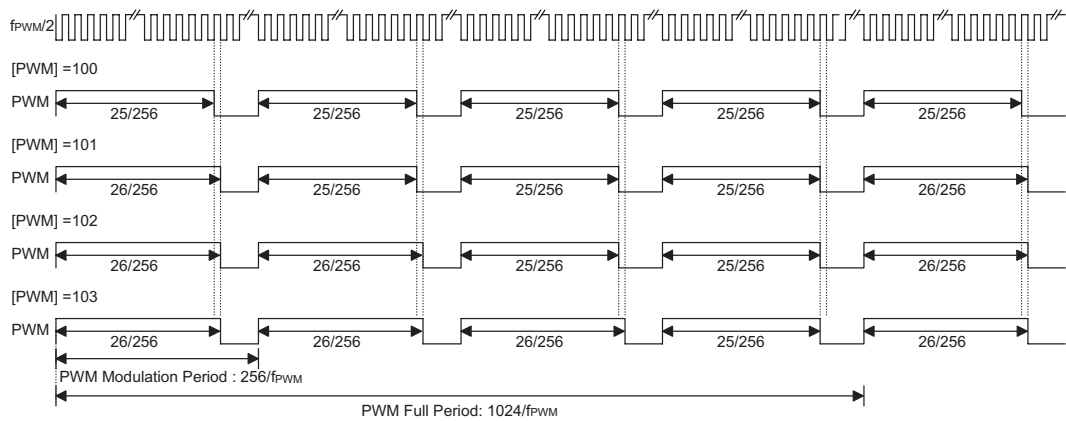 fPWM/2
[PWM] =100
PWM
25/256 25/256 25/256 25/256 25/256
[PWM] =101
PWM
26/256 25/256 25/256 25/256 26/256
[PWM] =102
PWM
26/256 26/256 25/256 25/256 26/256
[PWM] =103
PWM
26/256 26/256 26/256 25/256 26/256
PWM Modulation Period : 256/fPWM
PWM Full Period: 1024/fPWM